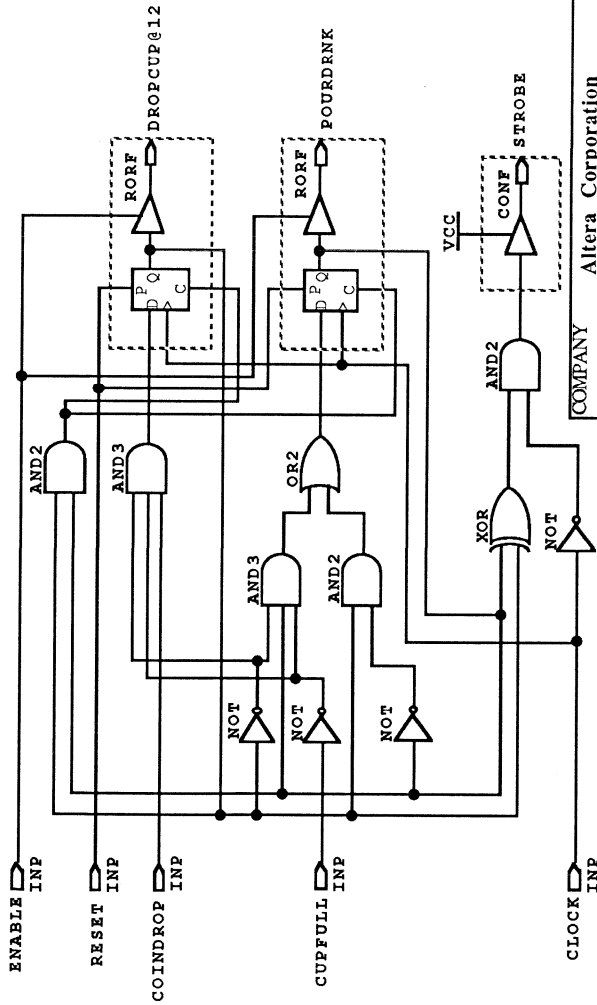 ENABLE
INP
RESET
INP
COINDROP
INP
CUPFULL
INP
CLOCK
INP
AND2
AND3
NOT
NOT
NOT
AND3
AND2
OR2
XOR
NOT
AND2
D P Q
C
RORF
DROPCUP@12
D P Q
C
RORF
POURDRNK
VCC
CONF
STROBE
COMPANY
Altera Corporation